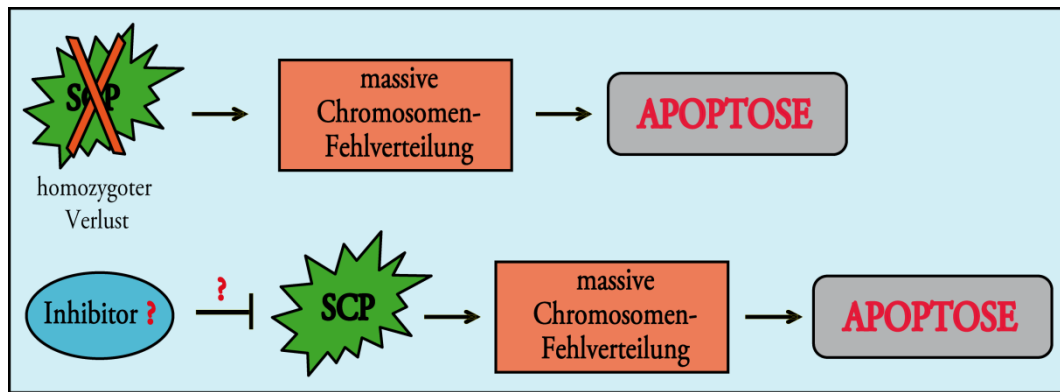 SCP
massive
Chromosomen-
Fehlverteilung
APOPTOSE
homozygoter
Verlust
Inhibitor ?
?
SCP
massive
Chromosomen-
Fehlverteilung
APOPTOSE